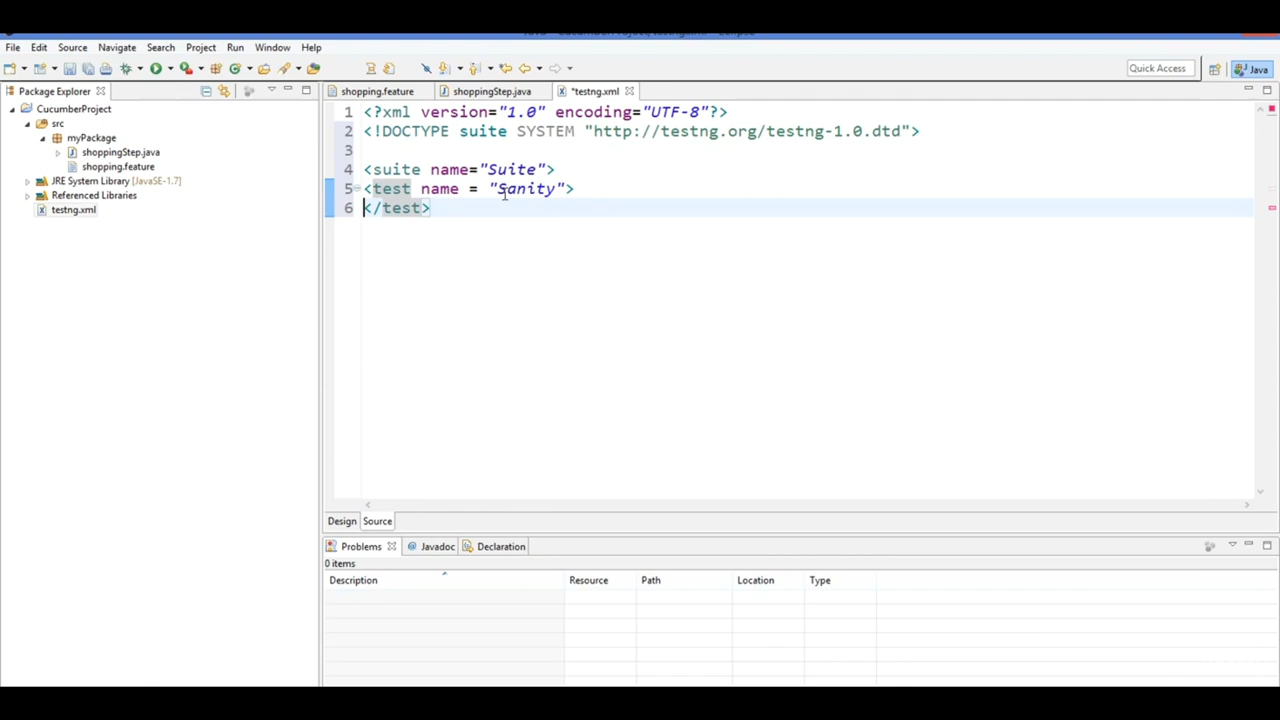 File Edit Source Navigate Search Project Run Window Help
Quick Access
Java
Package Explorer
CucumberProject
src
myPackage
shoppingStep.java
shopping.feature
JRE System Library [JavaSE-1.7]
Referenced Libraries
testng.xml
shopping.feature shoppingStep.java *testng.xml
1 <?xml version="1.0" encoding="UTF-8"?>
2 <!DOCTYPE suite SYSTEM "http://testng.org/testng-1.0.dtd">
3
4 <suite name="Suite">
5 <test name = "Sanity">
6 </test>
Design Source
Problems Javadoc Declaration
0 items
Description Resource Path Location Type